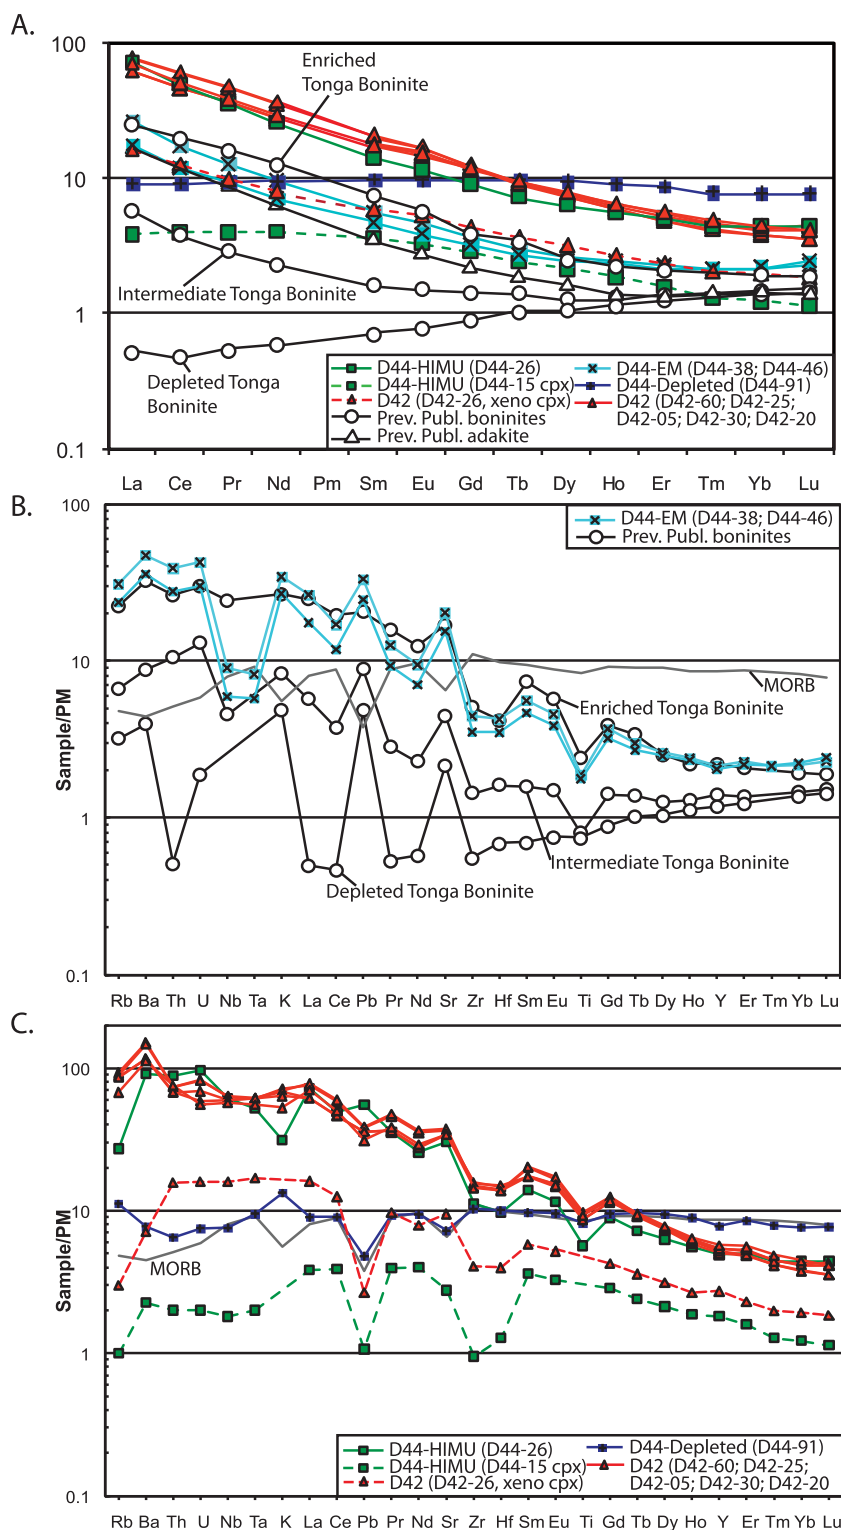 A.
100
10
1
0.1
Enriched
Tonga Boninite
Intermediate Tonga Boninite
Depleted Tonga
Boninite
D44-HIMU (D44-26)
D44-HIMU (D44-15 cpx)
D42 (D42-26, xeno cpx)
Prev. Publ. boninites
Prev. Publ. adakite
D44-EM (D44-38; D44-46)
D44-Depleted (D44-91)
D42 (D42-60; D42-25;
D42-05; D42-30; D42-20
La Ce Pr Nd Pm Sm Eu Gd Tb Dy Ho Er Tm Yb Lu
B.
100
10
1
0.1
Sample/PM
D44-EM (D44-38; D44-46)
Prev. Publ. boninites
MORB
Enriched Tonga Boninite
Intermediate Tonga Boninite
Depleted Tonga Boninite
Rb Ba Th U Nb Ta K La Ce Pb Pr Nd Sr Zr Hf Sm Eu Ti Gd Tb Dy Ho Y Er Tm Yb Lu
C.
100
10
1
0.1
Sample/PM
MORB
D44-HIMU (D44-26)
D44-HIMU (D44-15 cpx)
D42 (D42-26, xeno cpx)
D44-Depleted (D44-91)
D42 (D42-60; D42-25;
D42-05; D42-30; D42-20
Rb Ba Th U Nb Ta K La Ce Pb Pr Nd Sr Zr Hf Sm Eu Ti Gd Tb Dy Ho Y Er Tm Yb Lu